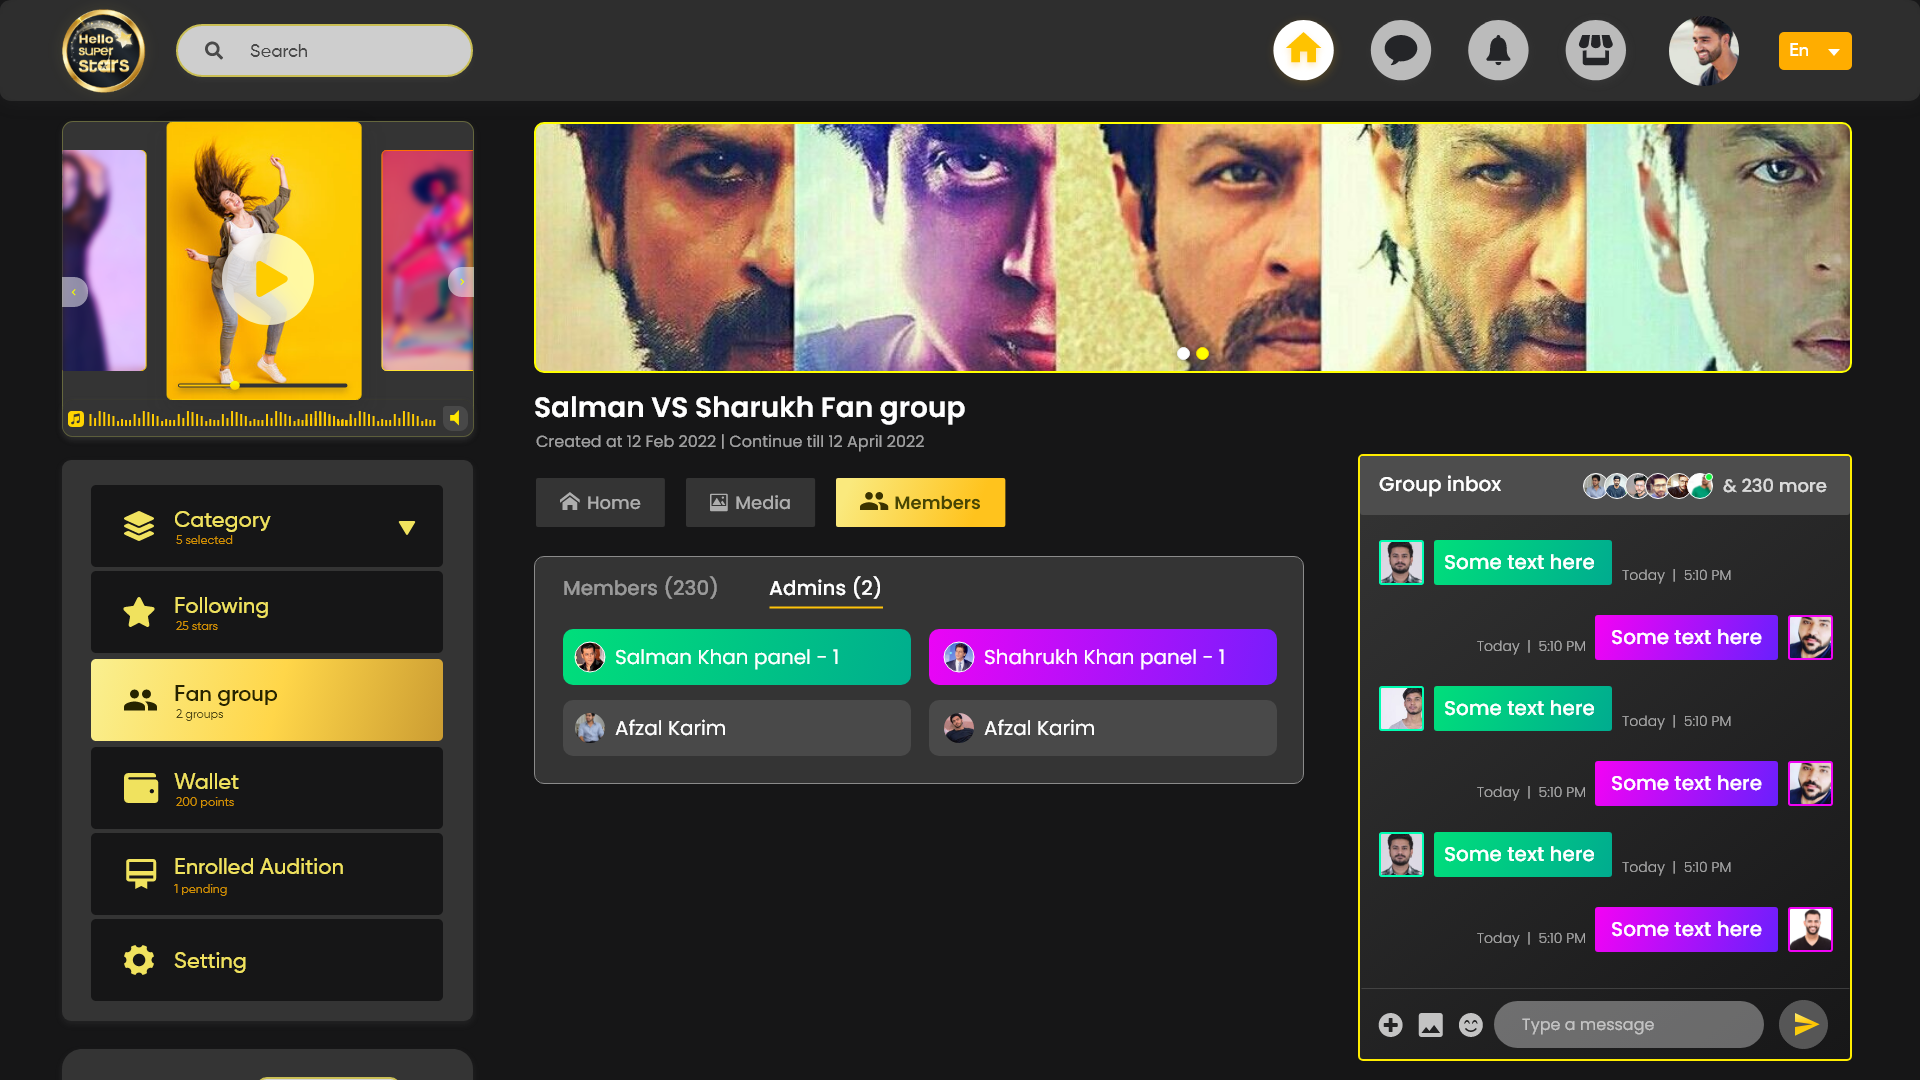 Hello
super
stars
Search
En
Salman VS Sharukh Fan group
Created at 12 Feb 2022 | Continue till 12 April 2022
Home
Media
Members
Category
5 selected
Following
25 stars
Fan group
2 groups
Wallet
200 points
Enrolled Audition
1 pending
Setting
Members (230)
Admins (2)
Salman Khan panel - 1
Shahrukh Khan panel - 1
Afzal Karim
Afzal Karim
Group inbox
& 230 more
Some text here
Today | 5:10 PM
Today | 5:10 PM
Some text here
Some text here
Today | 5:10 PM
Today | 5:10 PM
Some text here
Some text here
Today | 5:10 PM
Today | 5:10 PM
Some text here
Type a message